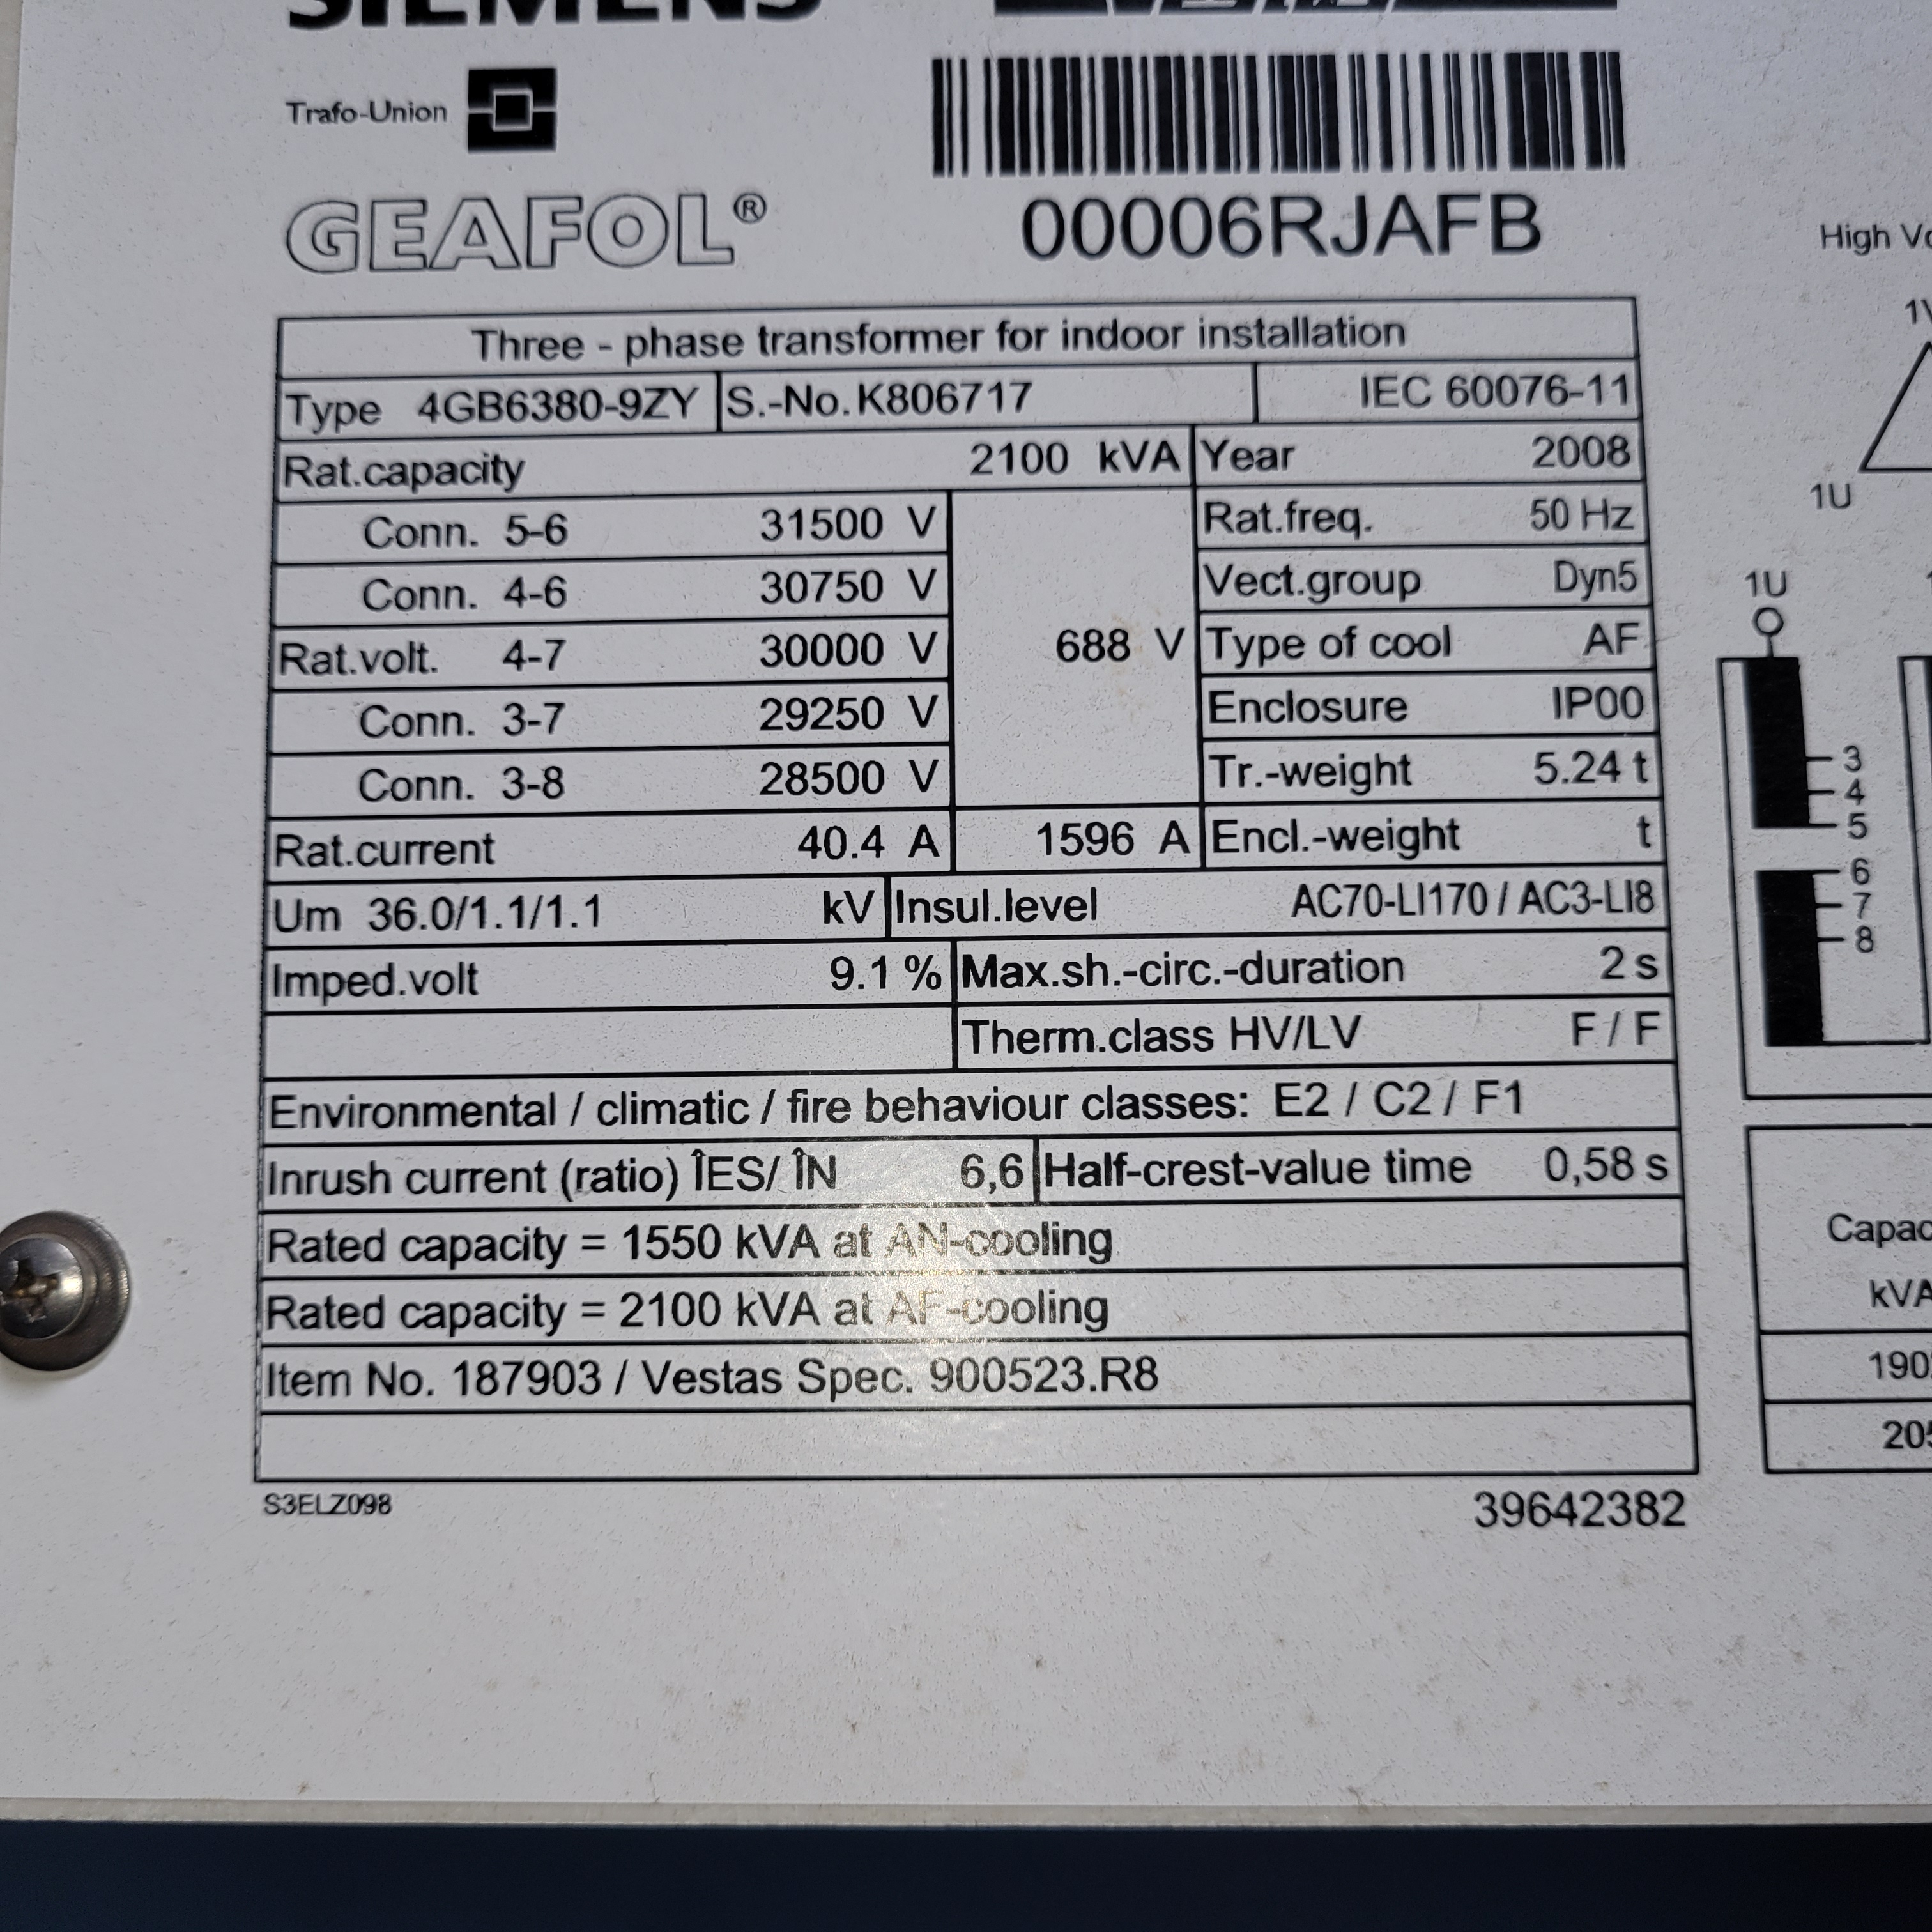 SIEMENS
Trafo-Union
GEAFOL®
00006RJAFB
Three - phase transformer for indoor installation
Type 4GB6380-9ZY S.-No. K806717 IEC 60076-11
Rat.capacity 2100 kVA Year 2008
Conn. 5-6 31500 V Rat.freq. 50 Hz
Conn. 4-6 30750 V Vect.group Dyn5
Rat.volt. 4-7 30000 V 688 V Type of cool AF
Conn. 3-7 29250 V Enclosure IP00
Conn. 3-8 28500 V Tr.-weight 5.24 t
Rat.current 40.4 A 1596 A Encl.-weight t
Um 36.0/1.1/1.1 kV Insul.level AC70-LI170 / AC3-LI8
Imped.volt 9.1 % Max.sh.-circ.-duration 2 s
Therm.class HV/LV F / F
Environmental / climatic / fire behaviour classes: E2 / C2 / F1
Inrush current (ratio) ÎES/ ÎN 6,6 Half-crest-value time 0,58 s
Rated capacity = 1550 kVA at AN-cooling
Rated capacity = 2100 kVA at AF-cooling
Item No. 187903 / Vestas Spec. 900523.R8
S3ELZ098 39642382
High
1U
1U
3
4
5
6
7
8
kVA